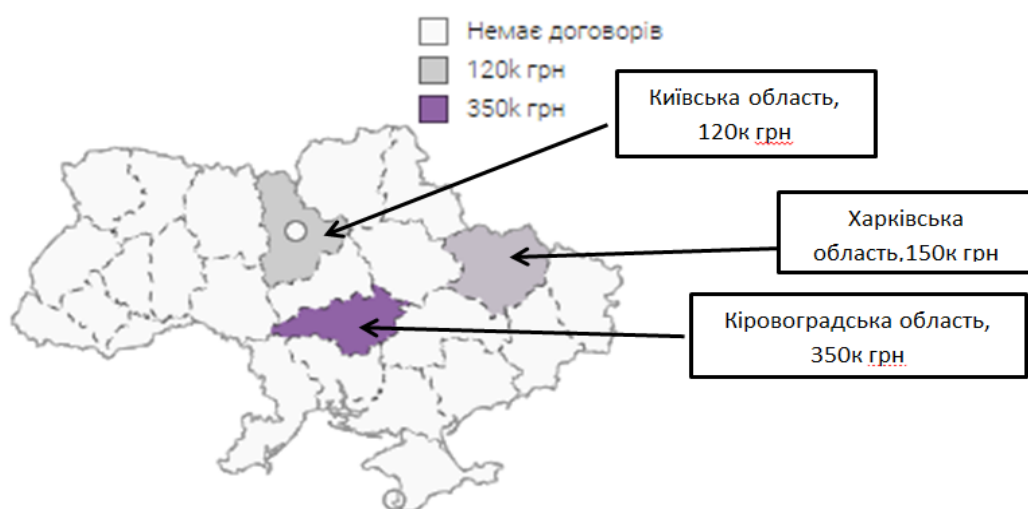 Немає договорів
120k грн
350k грн
Київська область,
120к грн
Харківська
область,150к грн
Кіровоградська область,
350к грн